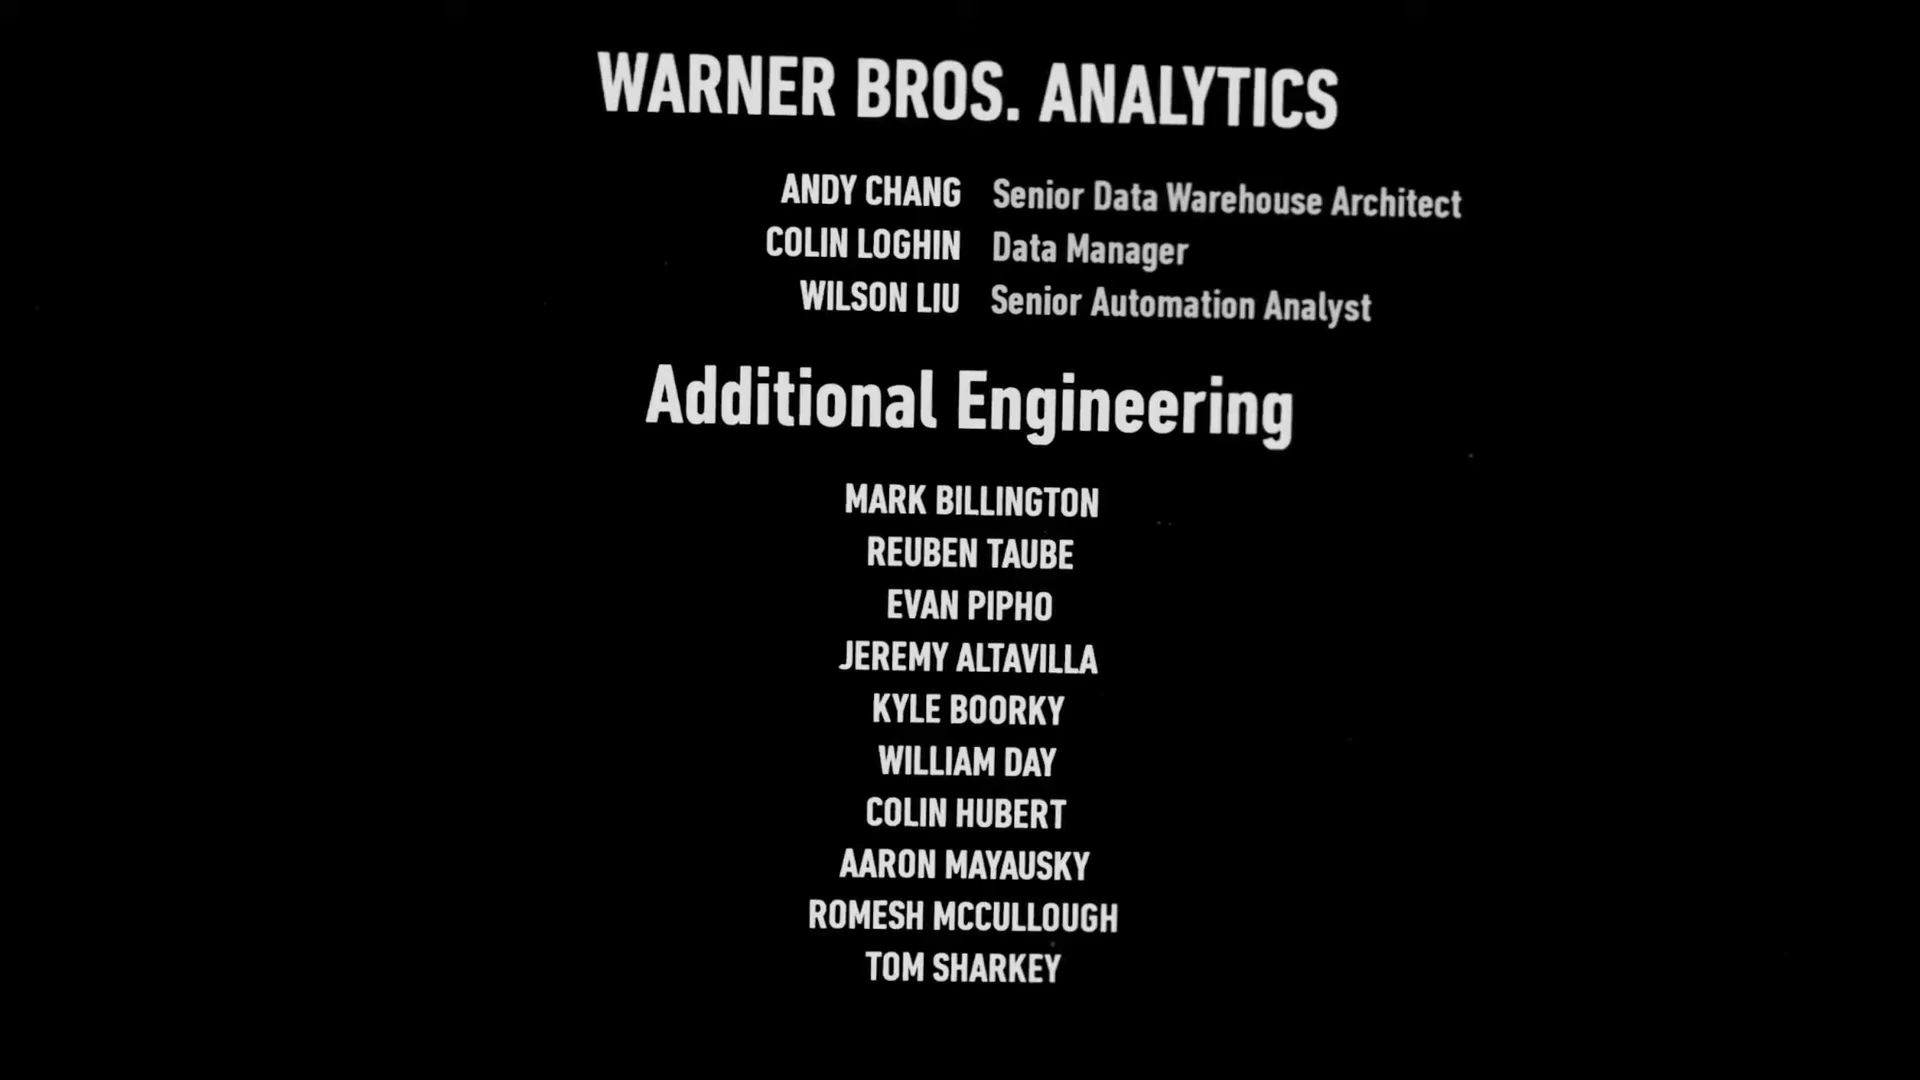 WARNER BROS. ANALYTICS
ANDY CHANG Senior Data Warehouse Architect
COLIN LOGHIN Data Manager
WILSON LIU Senior Automation Analyst
Additional Engineering
MARK BILLINGTON
REUBEN TAUBE
EVAN PIPHO
JEREMY ALTAVILLA
KYLE BOORKY
WILLIAM DAY
COLIN HUBERT
AARON MAYAUSKY
ROMESH MCCULLOUGH
TOM SHARKEY